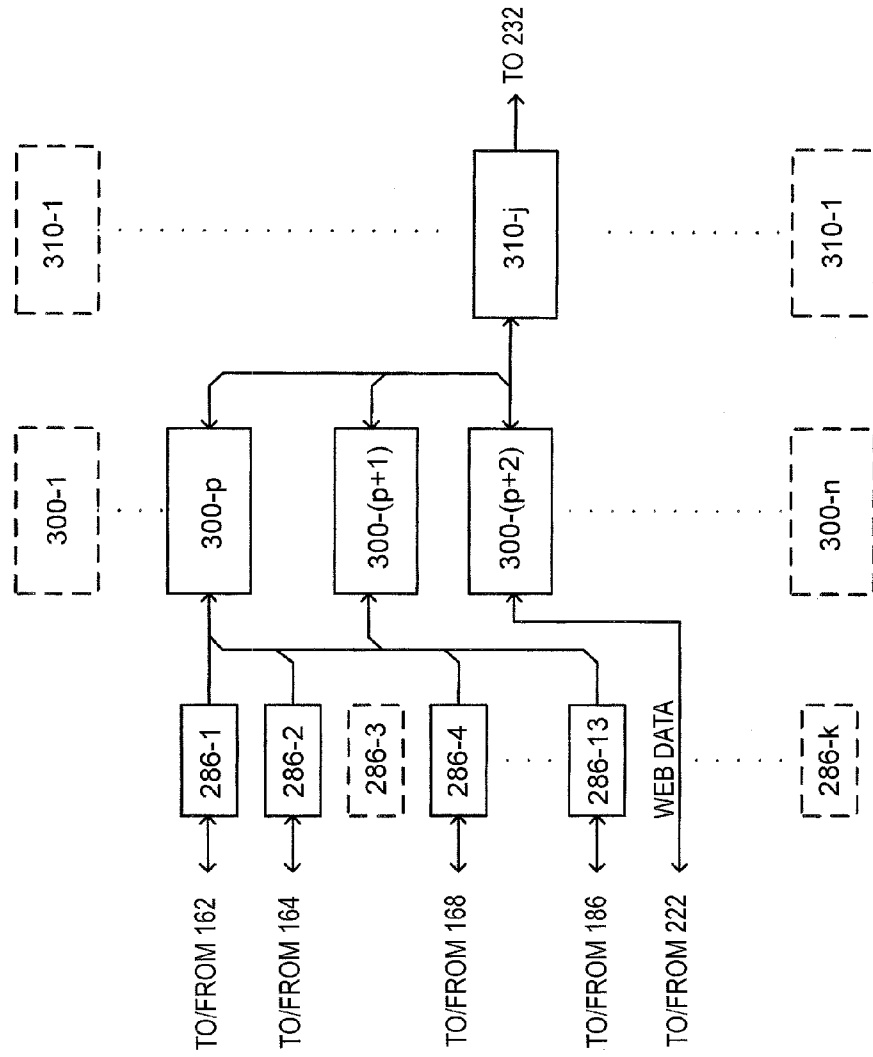 310-1
TO 232
310-j
310-1
300-1
300-p
300-(p+1)
300-(p+2)
300-n
286-1
286-2
286-3
286-4
286-13
WEB DATA
286-k
TO/FROM 162
TO/FROM 164
TO/FROM 168
TO/FROM 186
TO/FROM 222